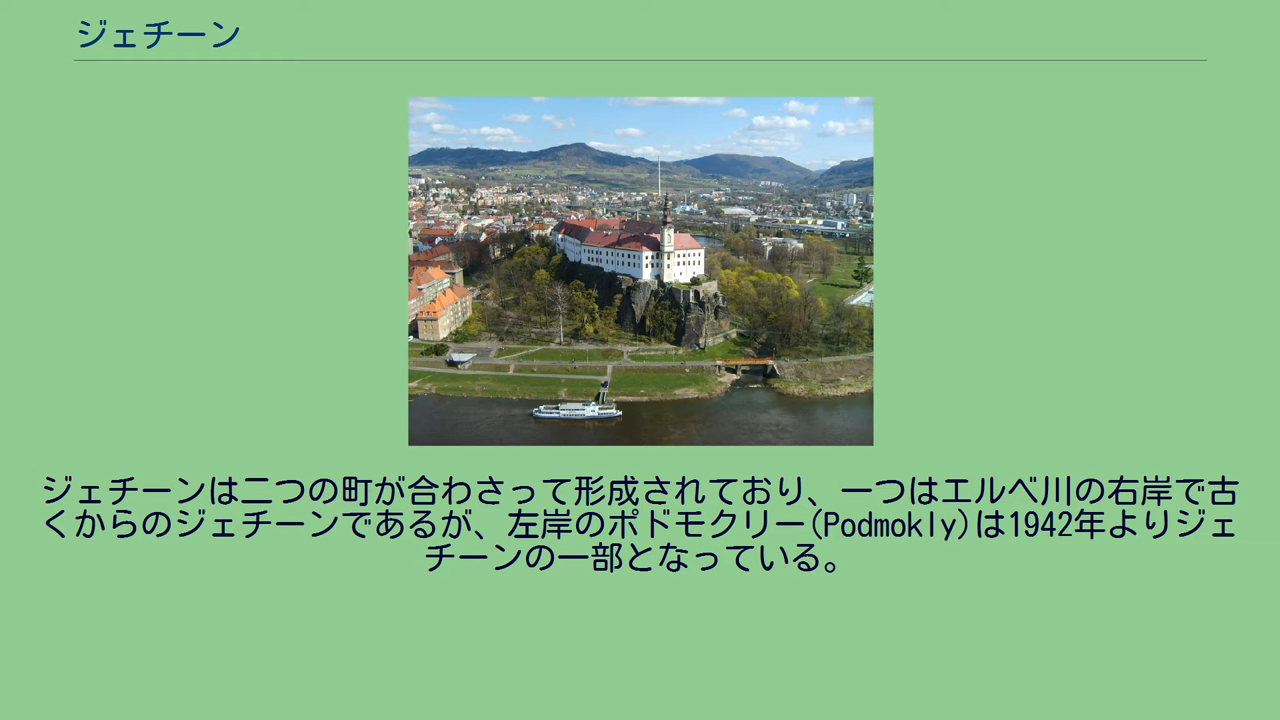 ジェチーン
ジェチーンは二つの町が合わさって形成されており、一つはエルベ川の右岸で古
くからのジェチーンであるが、左岸のポドモクリー(Podmokly)は1942年よりジェ
チーンの一部となっている。